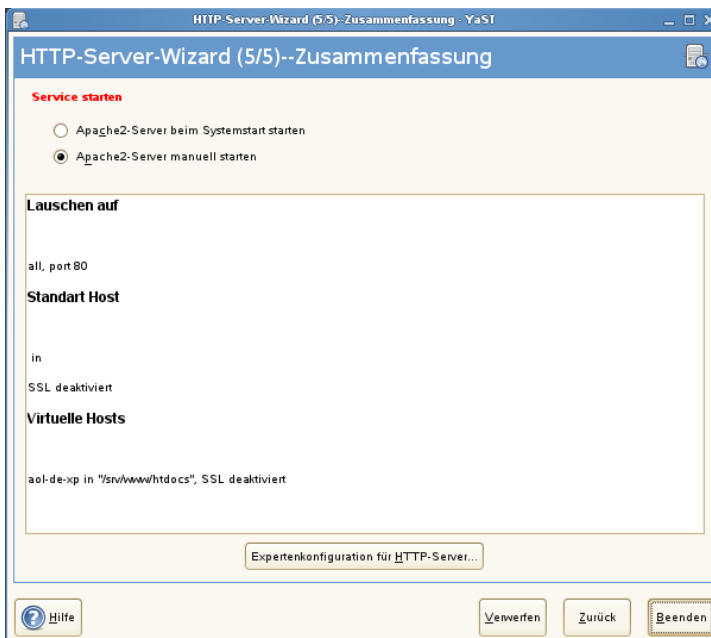 HTTP-Server-Wizard (5/5)--Zusammenfassung - YaST
HTTP-Server-Wizard (5/5)--Zusammenfassung
Service starten
Apache2-Server beim Systemstart starten
Apache2-Server manuell starten
Lauschen auf
all, port 80
Standart Host
in
SSL deaktiviert
Virtuelle Hosts
aol-de-xp in "/srv/www/htdocs", SSL deaktiviert
Expertenkonfiguration für HTTP-Server...
Hilfe
Verwerfen
Zurück
Beenden